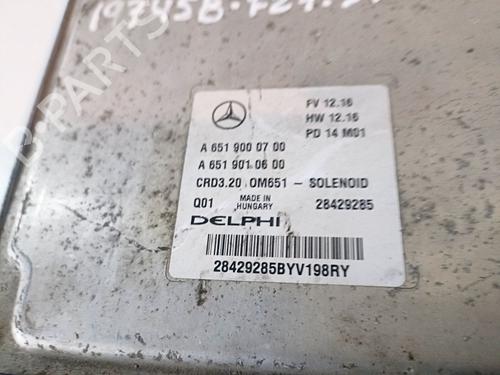 B-PARTS
FV 12.16
HW 12.16
PD 14 M01
A 651 900 07 00
A 651 901 06 00
CRD3.20 OM651 - SOLENOID
Q01 MADE IN HUNGARY 28429285
DELPHI
28429285BYV198RY